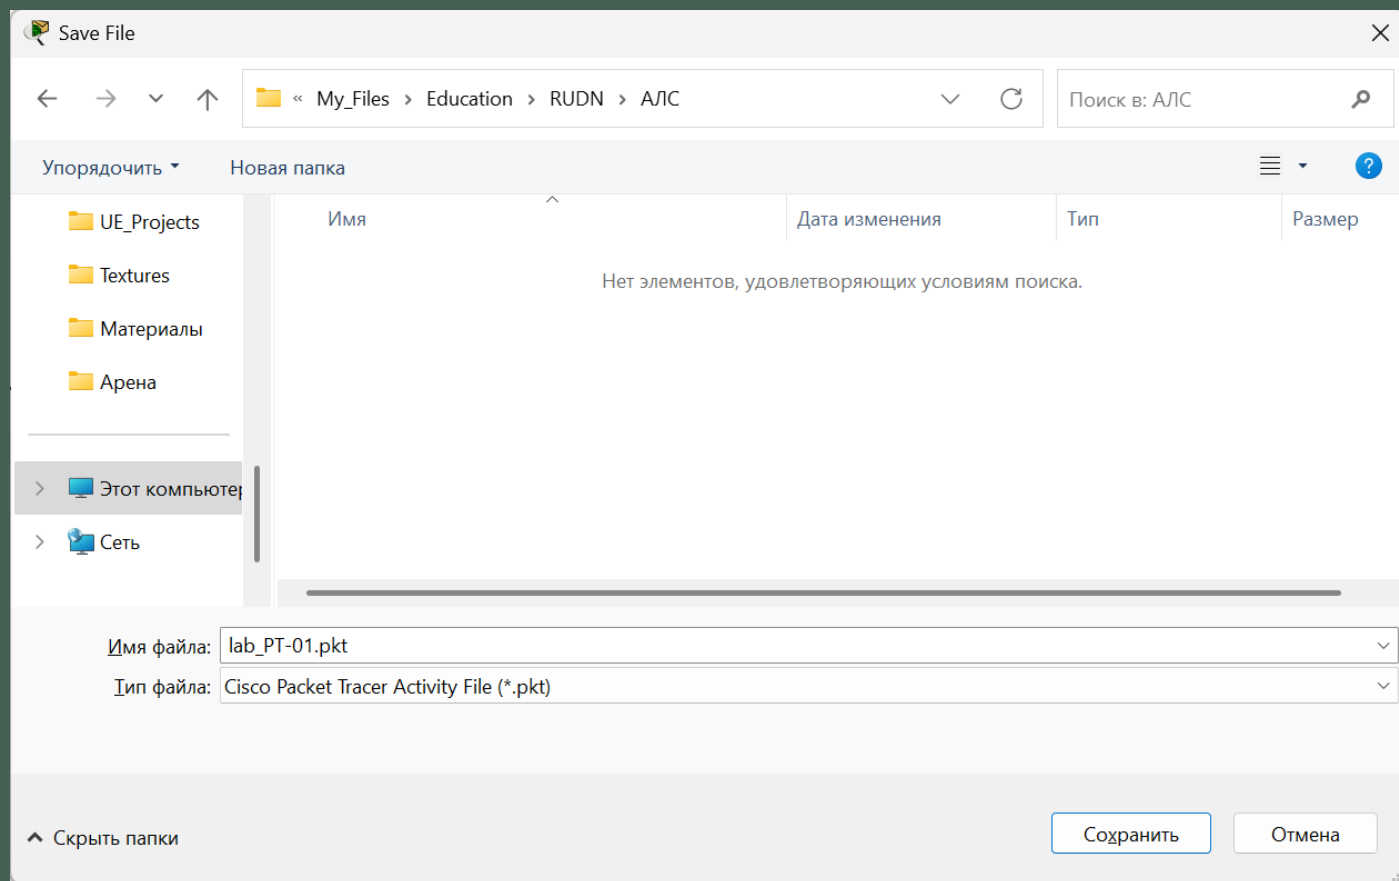 Save File
« My_Files > Education > RUDN > АЛС
Поиск в: АЛС
Упорядочить
Новая папка
?
UE_Projects
Textures
Материалы
Арена
Этот компьютер
Сеть
Имя
Дата изменения
Тип
Размер
Нет элементов, удовлетворяющих условиям поиска.
Имя файла: lab_PT-01.pkt
Тип файла: Cisco Packet Tracer Activity File (*.pkt)
Скрыть папки
Сохранить
Отмена